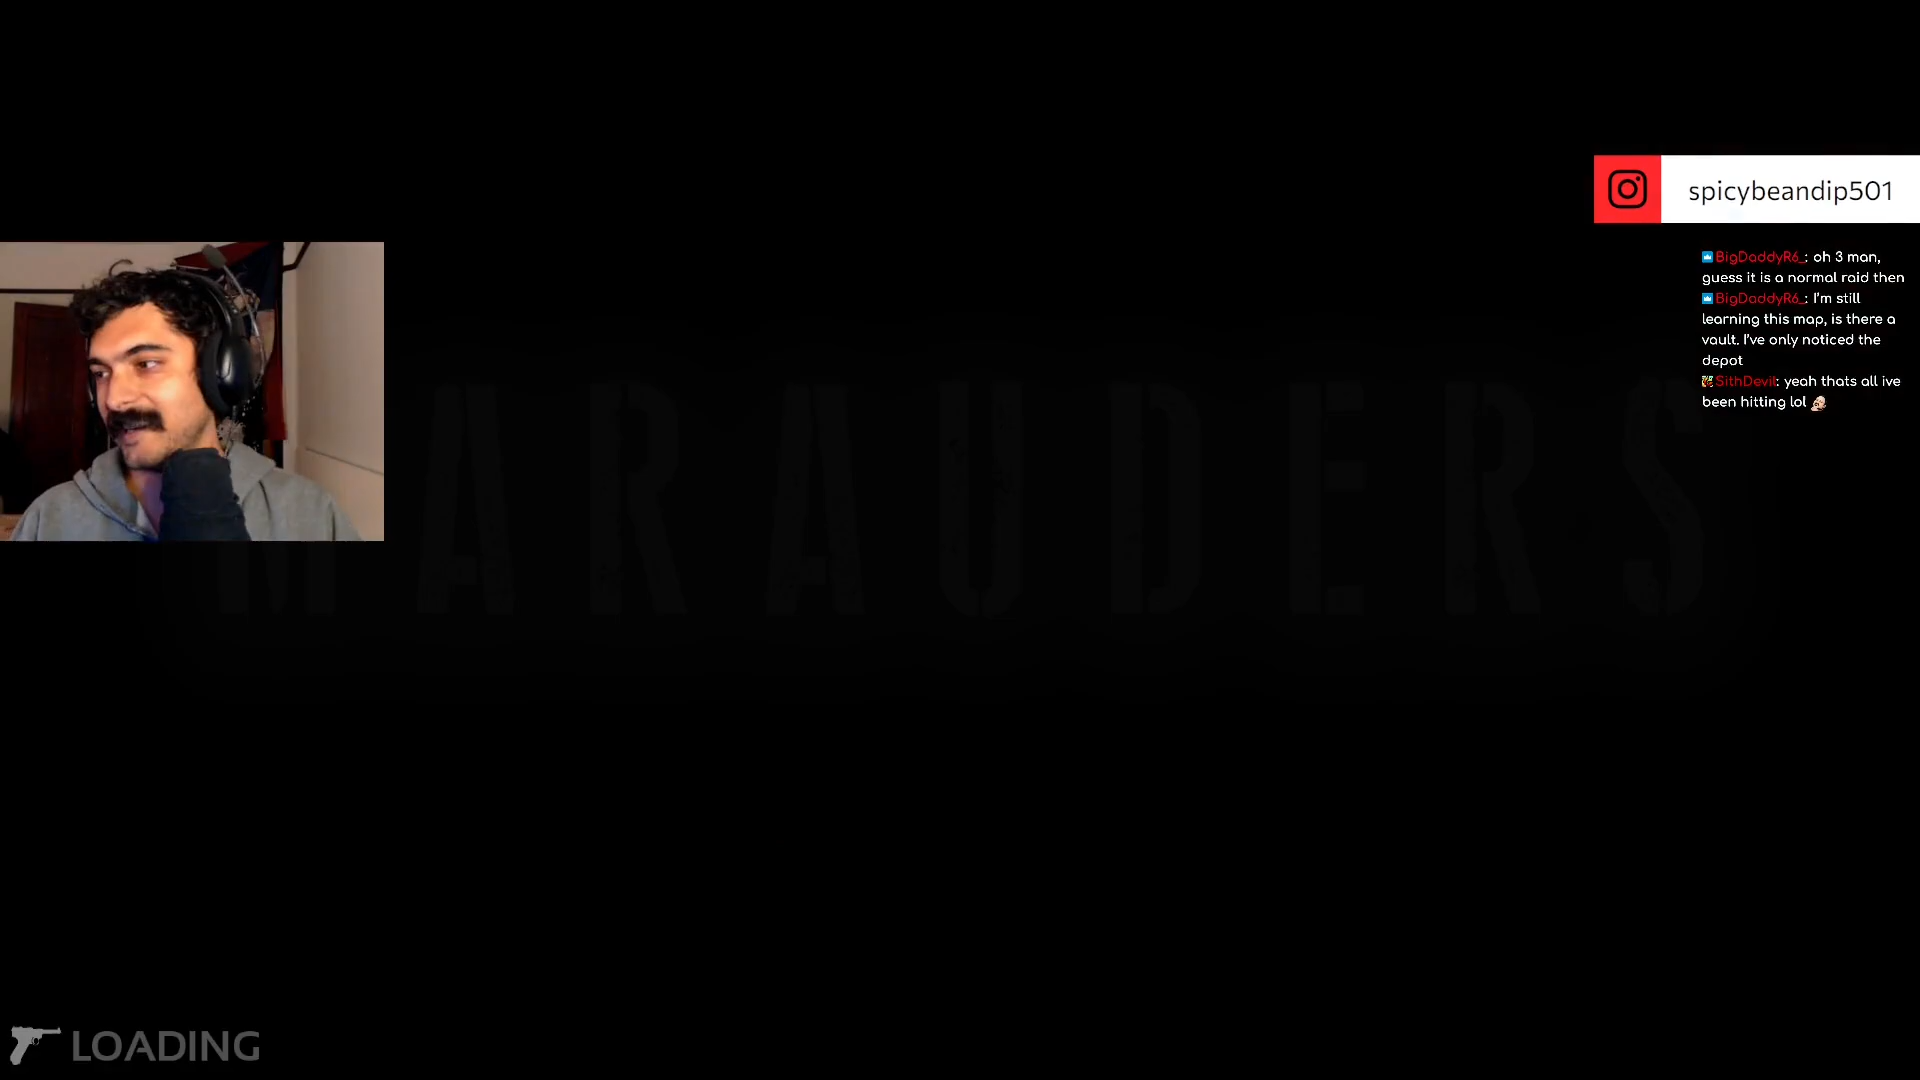 spicybeandip501
BigDaddyR6_: oh 3 man,
guess it is a normal raid then
BigDaddyR6_: I'm still
learning this map, is there a
vault. I've only noticed the
depot
SithDevil: yeah thats all ive
been hitting lol
MARAUDERS
LOADING